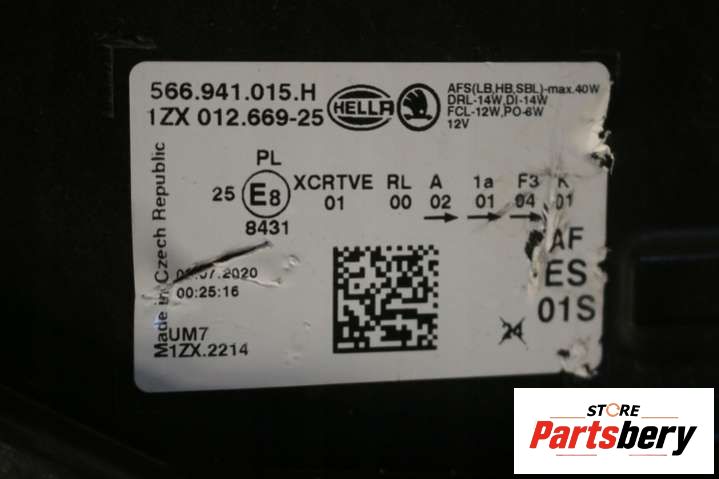 566.941.015.H
1ZX 012.669-25
HELLA
AFS(LB,HB,SBL)-max.40W
DRL-14W,DI-14W
FCL-12W,PO-6W
12V
Made in Czech Republic
PL
25 E8
8431
XCRTVE RL A 1a F3 K
01 00 02 01 04 01
.07.2020
00:25:16
AF
ES
01S
24
UM7
1ZX.2214
STORE
Partsbery